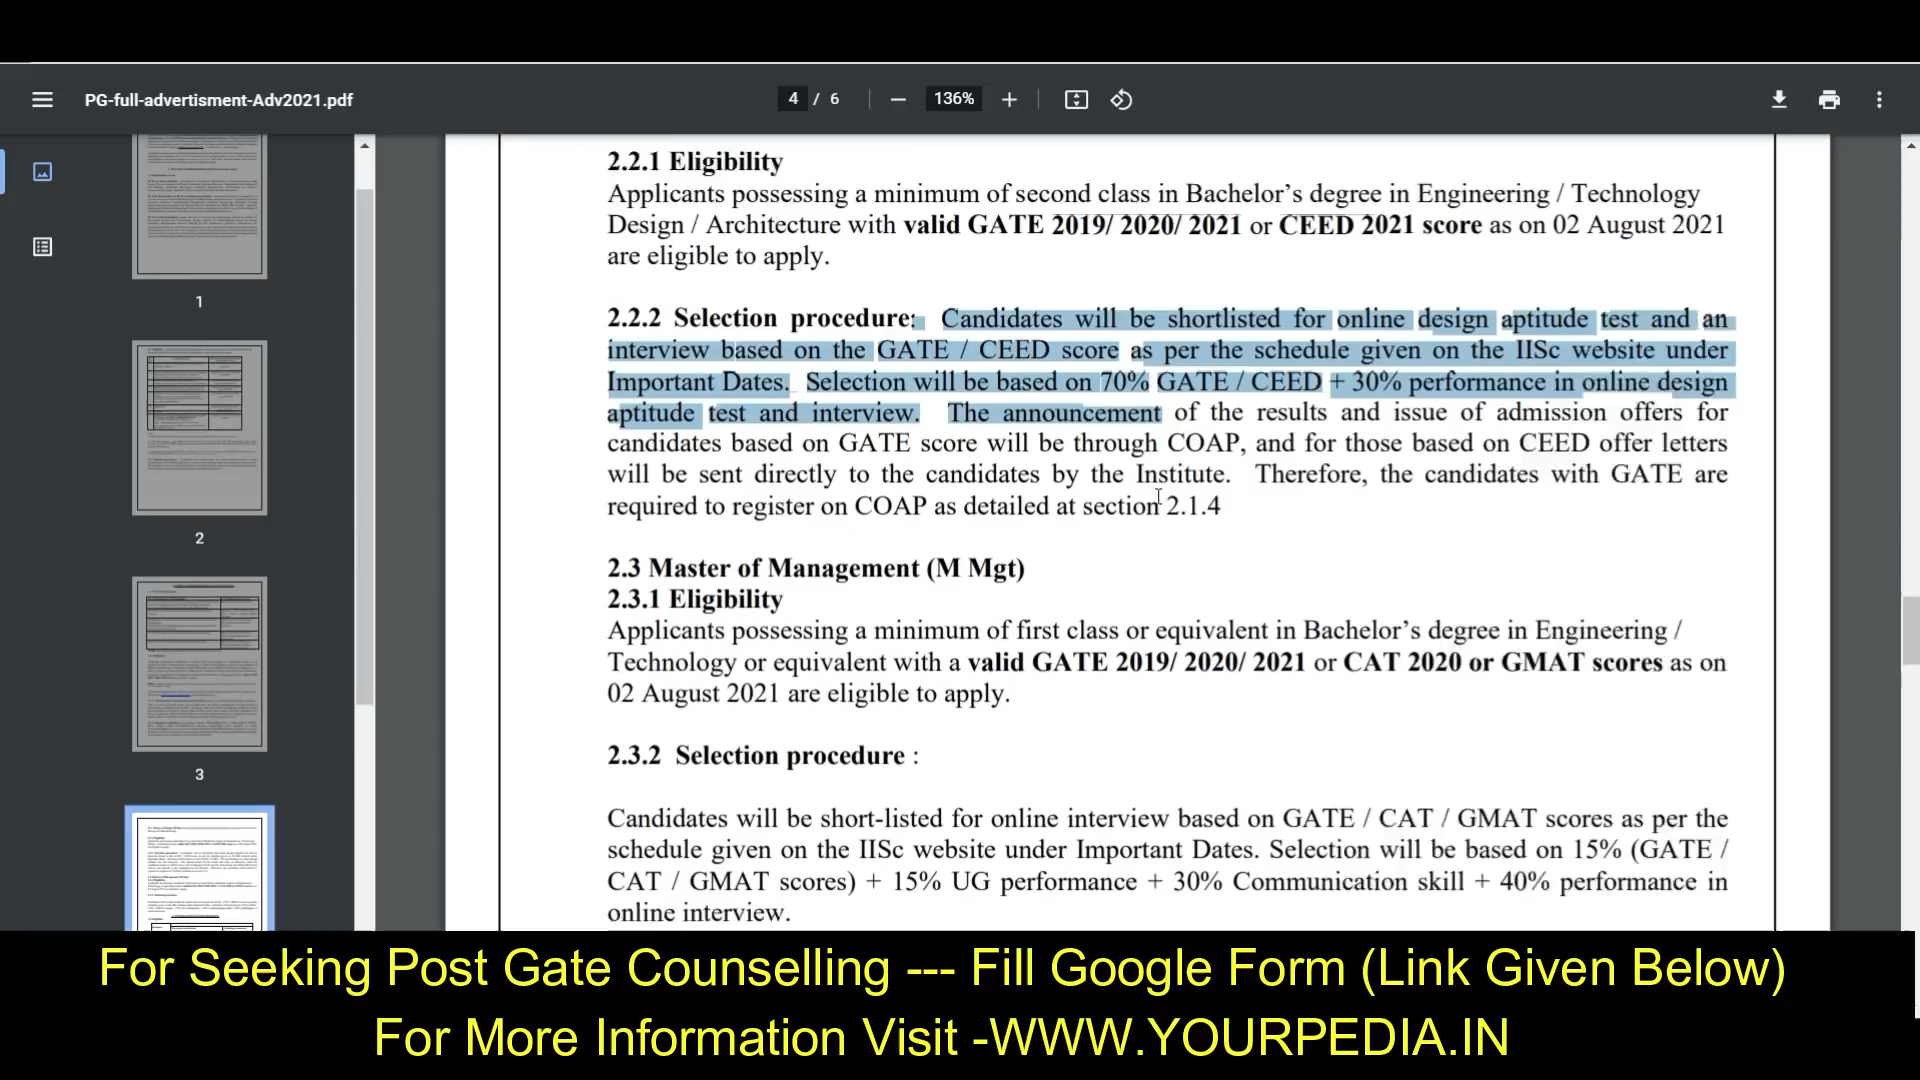 PG-full-advertisment-Adv2021.pdf
4 / 6
136%
1
2
3
2.2.1 Eligibility
Applicants possessing a minimum of second class in Bachelor’s degree in Engineering / Technology
Design / Architecture with valid GATE 2019/ 2020/ 2021 or CEED 2021 score as on 02 August 2021
are eligible to apply.
2.2.2 Selection procedure: Candidates will be shortlisted for online design aptitude test and an
interview based on the GATE / CEED score as per the schedule given on the IISc website under
Important Dates. Selection will be based on 70% GATE / CEED + 30% performance in online design
aptitude test and interview. The announcement of the results and issue of admission offers for
candidates based on GATE score will be through COAP, and for those based on CEED offer letters
will be sent directly to the candidates by the Institute. Therefore, the candidates with GATE are
required to register on COAP as detailed at section 2.1.4
2.3 Master of Management (M Mgt)
2.3.1 Eligibility
Applicants possessing a minimum of first class or equivalent in Bachelor’s degree in Engineering /
Technology or equivalent with a valid GATE 2019/ 2020/ 2021 or CAT 2020 or GMAT scores as on
02 August 2021 are eligible to apply.
2.3.2 Selection procedure :
Candidates will be short-listed for online interview based on GATE / CAT / GMAT scores as per the
schedule given on the IISc website under Important Dates. Selection will be based on 15% (GATE /
CAT / GMAT scores) + 15% UG performance + 30% Communication skill + 40% performance in
online interview.
For Seeking Post Gate Counselling --- Fill Google Form (Link Given Below)
For More Information Visit -WWW.YOURPEDIA.IN